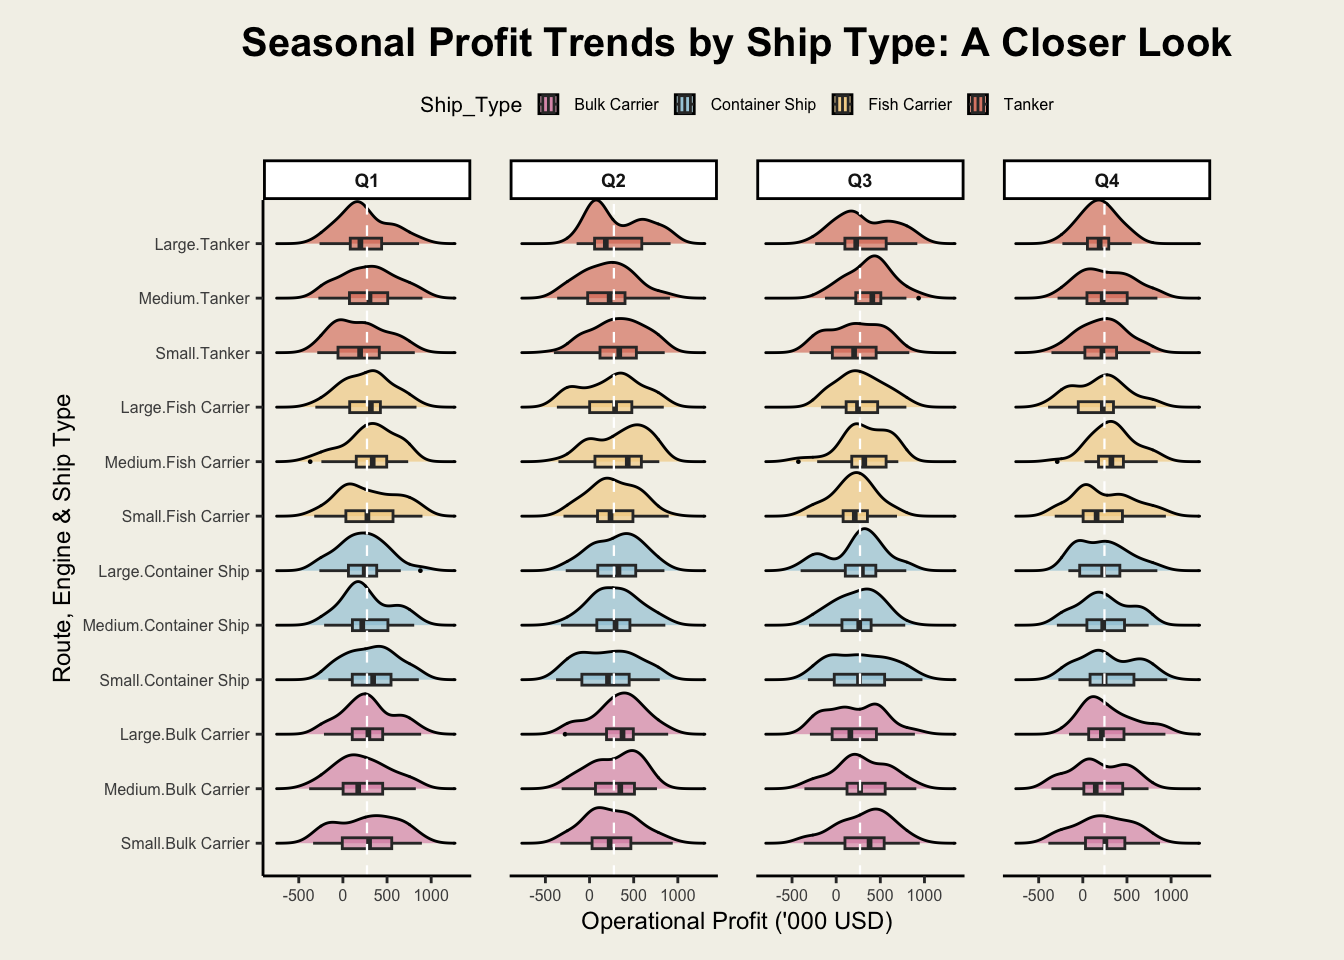 Seasonal Profit Trends by Ship Type: A Closer Look
Ship_Type Bulk Carrier Container Ship Fish Carrier Tanker
Q1 Q2 Q3 Q4
Route, Engine & Ship Type
Large.Tanker
Medium.Tanker
Small.Tanker
Large.Fish Carrier
Medium.Fish Carrier
Small.Fish Carrier
Large.Container Ship
Medium.Container Ship
Small.Container Ship
Large.Bulk Carrier
Medium.Bulk Carrier
Small.Bulk Carrier
-500 0 500 1000 -500 0 500 1000 -500 0 500 1000 -500 0 500 1000
Operational Profit ('000 USD)